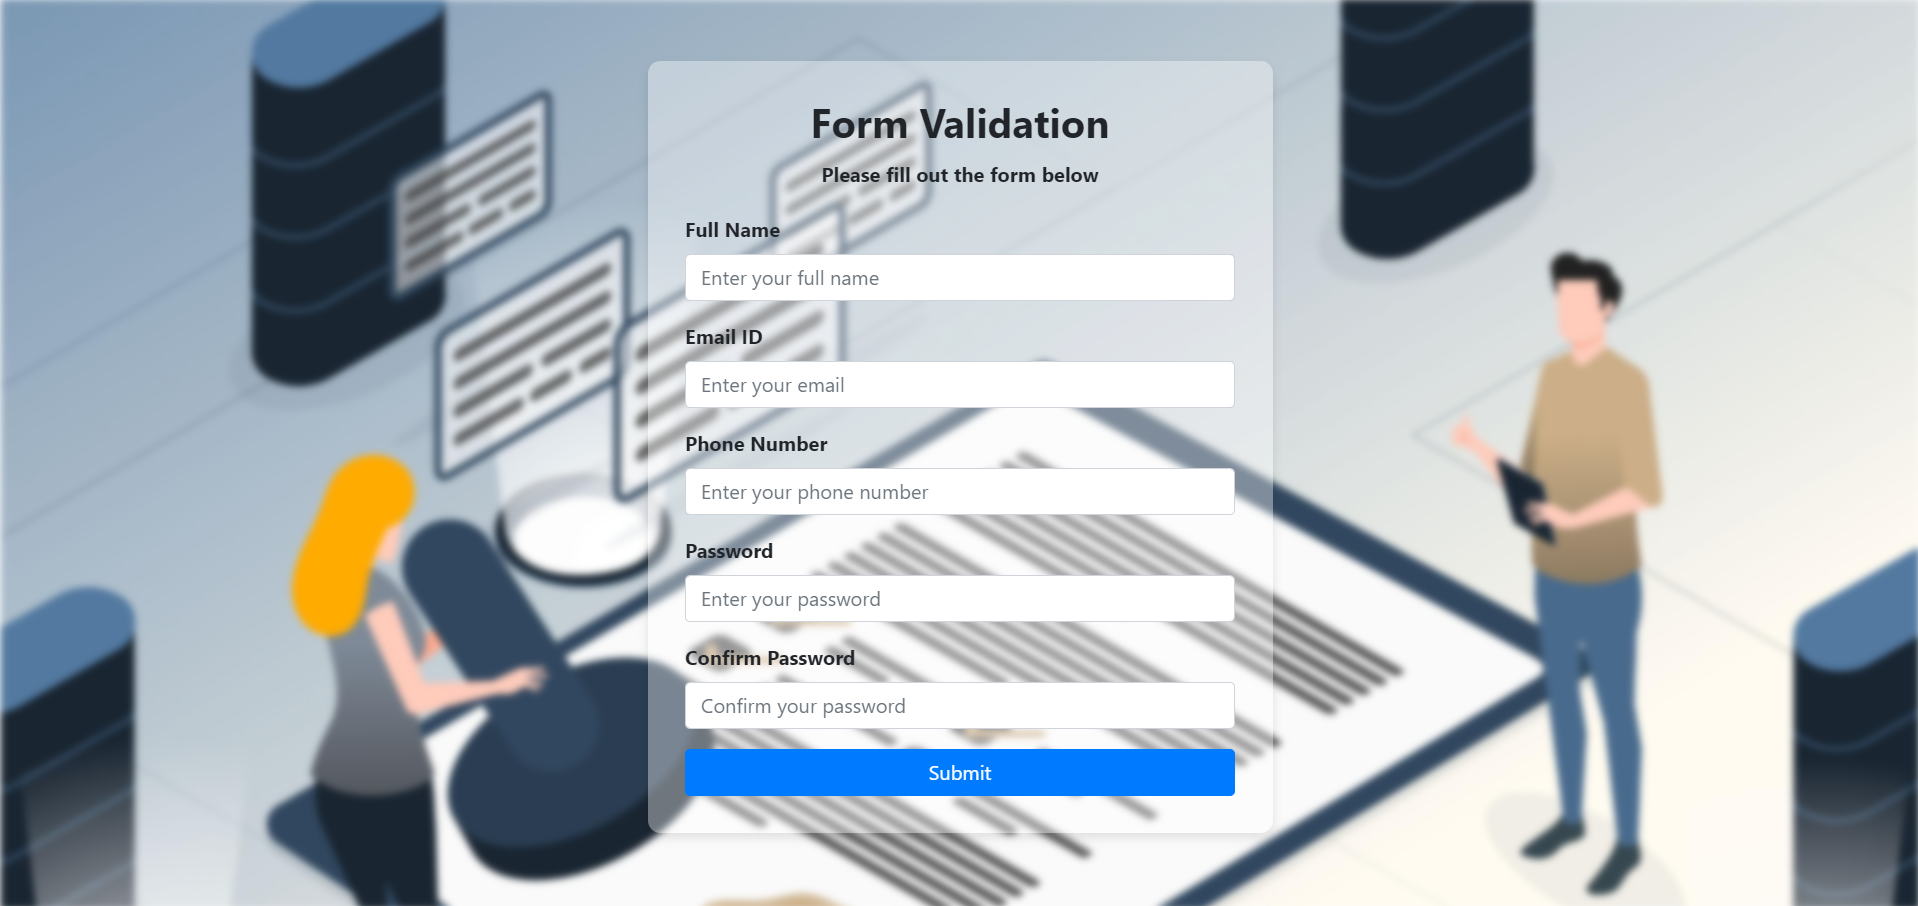 Form Validation
Please fill out the form below
Full Name
Enter your full name
Email ID
Enter your email
Phone Number
Enter your phone number
Password
Enter your password
Confirm Password
Confirm your password
Submit